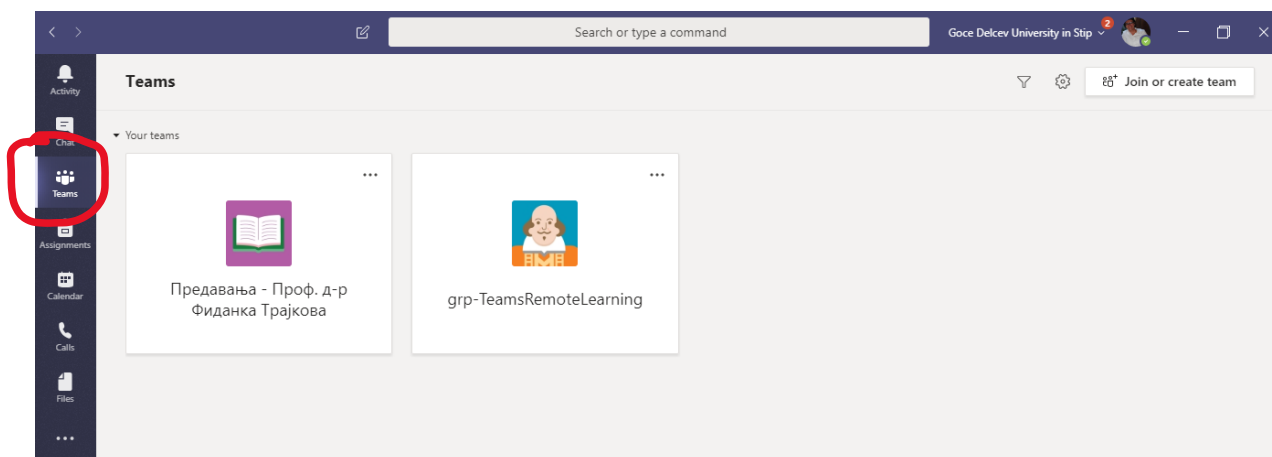 Search or type a command
Goce Delcev University in Stip
2
Activity
Chat
Teams
Assignments
Calendar
Calls
Files
Teams
Join or create team
Your teams
Предавања - Проф. д-р
Фиданка Трајкова
grp-TeamsRemoteLearning